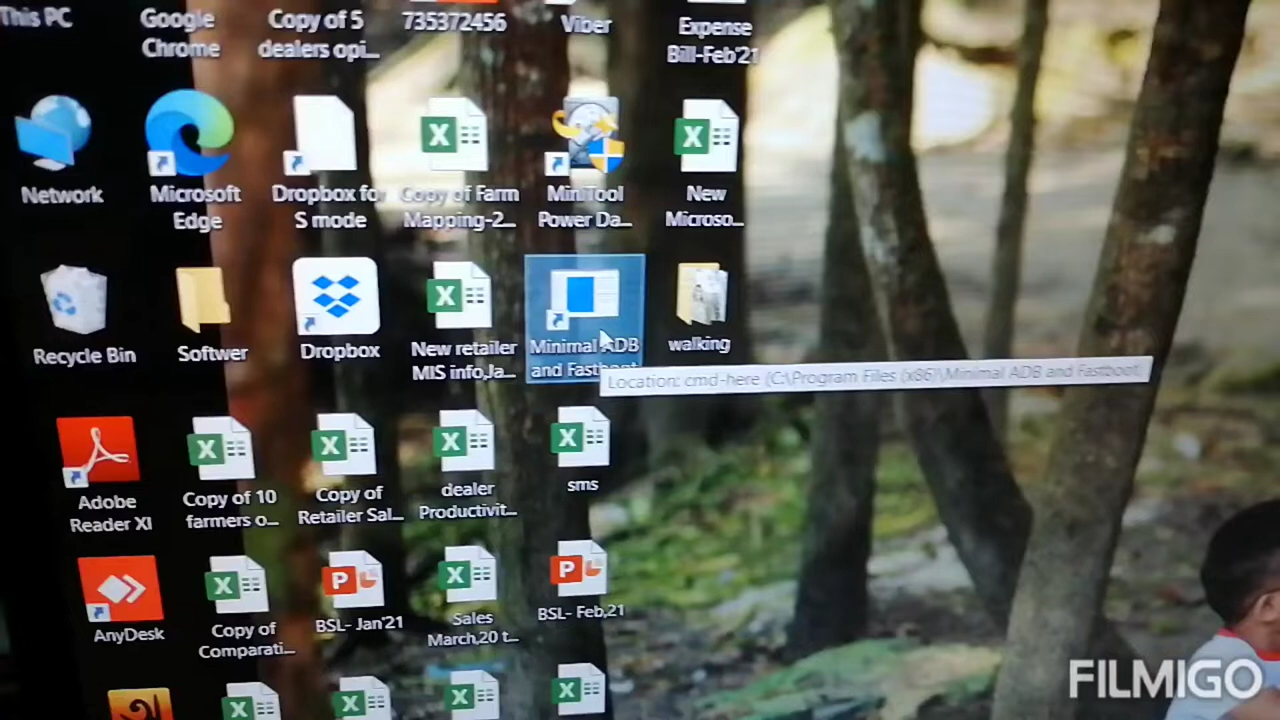 This PC
Google
Chrome
Copy of 5
dealers opi...
735372456
Viber
Expense
Bill-Feb'21
Network
Microsoft
Edge
Dropbox for
S mode
Copy of Farm
Mapping-2...
MiniTool
Power Da...
New
Microso...
Recycle Bin
Softwer
Dropbox
New retailer
MIS info,Ja...
Minimal ADB
and Fastboot
walking
Location: cmd-here (C:\Program Files (x86)\Minimal ADB and Fastboot)
Adobe
Reader XI
Copy of 10
farmers o...
Copy of
Retailer Sal...
dealer
Productivit...
sms
AnyDesk
Copy of
Comparati...
BSL- Jan'21
Sales
March,20 t...
BSL- Feb,21
FILMIGO